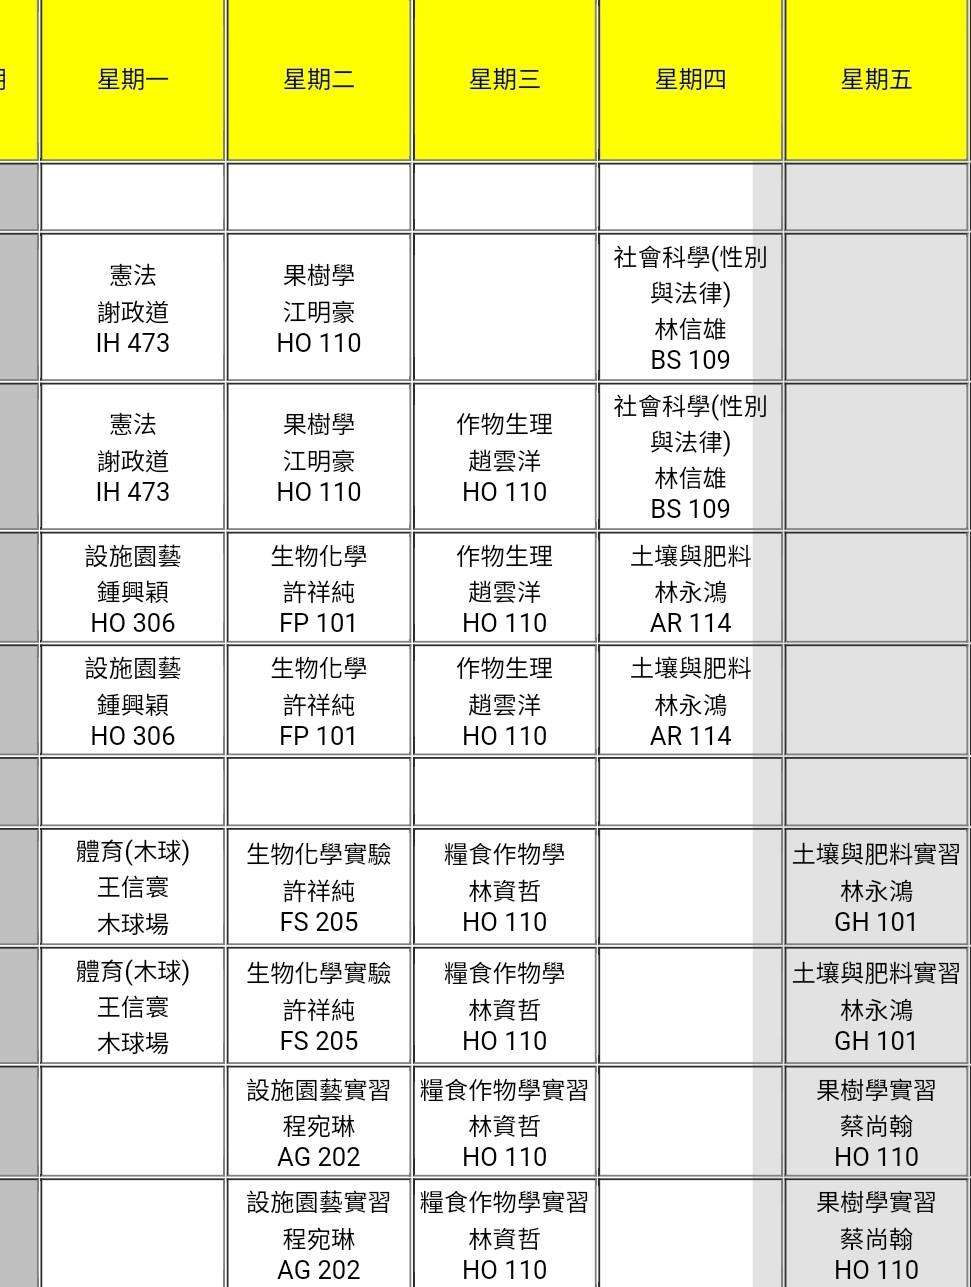 期
星期一
星期二
星期三
星期四
星期五
憲法
謝政道
IH 473
果樹學
江明豪
HO 110
社會科學(性別
與法律)
林信雄
BS 109
憲法
謝政道
IH 473
果樹學
江明豪
HO 110
作物生理
趙雲洋
HO 110
社會科學(性別
與法律)
林信雄
BS 109
設施園藝
鍾興穎
HO 306
生物化學
許祥純
FP 101
作物生理
趙雲洋
HO 110
土壤與肥料
林永鴻
AR 114
設施園藝
鍾興穎
HO 306
生物化學
許祥純
FP 101
作物生理
趙雲洋
HO 110
土壤與肥料
林永鴻
AR 114
體育(木球)
王信寰
木球場
生物化學實驗
許祥純
FS 205
糧食作物學
林資哲
HO 110
土壤與肥料實習
林永鴻
GH 101
體育(木球)
王信寰
木球場
生物化學實驗
許祥純
FS 205
糧食作物學
林資哲
HO 110
土壤與肥料實習
林永鴻
GH 101
設施園藝實習
程宛琳
AG 202
糧食作物學實習
林資哲
HO 110
果樹學實習
蔡尚翰
HO 110
設施園藝實習
程宛琳
AG 202
糧食作物學實習
林資哲
HO 110
果樹學實習
蔡尚翰
HO 110